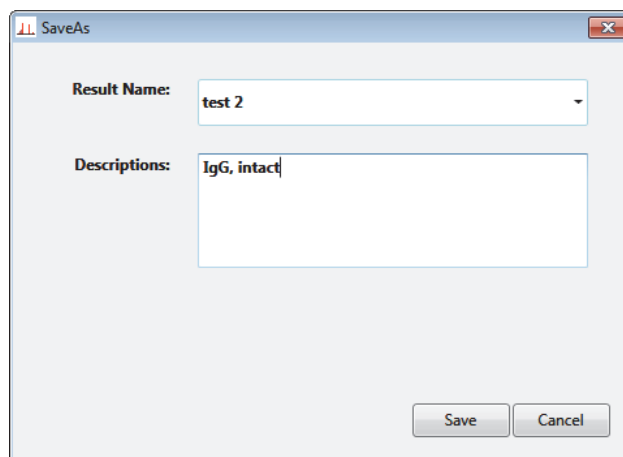 SaveAs
Result Name:
test 2
Descriptions:
IgG, intact
Save
Cancel